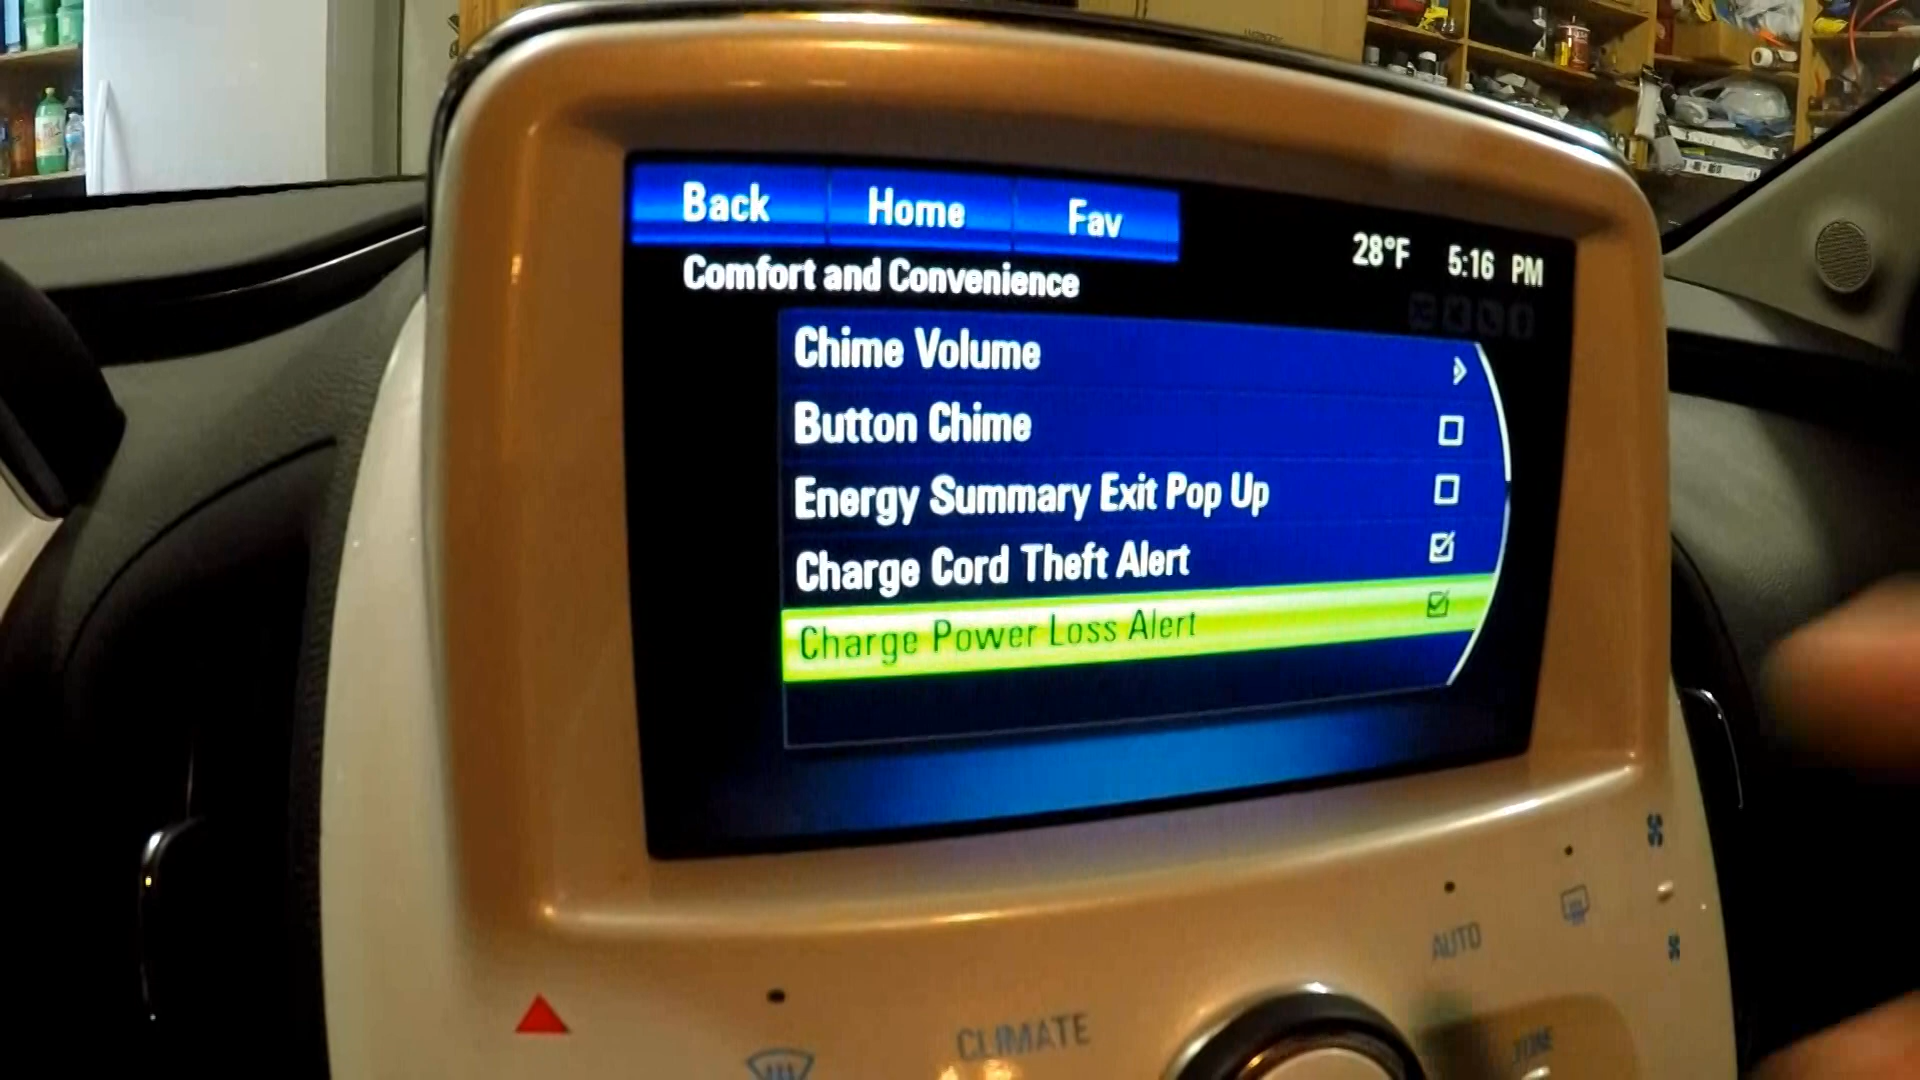 Back Home Fav
28°F 5:16 PM
Comfort and Convenience
Chime Volume
Button Chime
Energy Summary Exit Pop Up
Charge Cord Theft Alert
Charge Power Loss Alert
AUTO
CLIMATE
TUNE